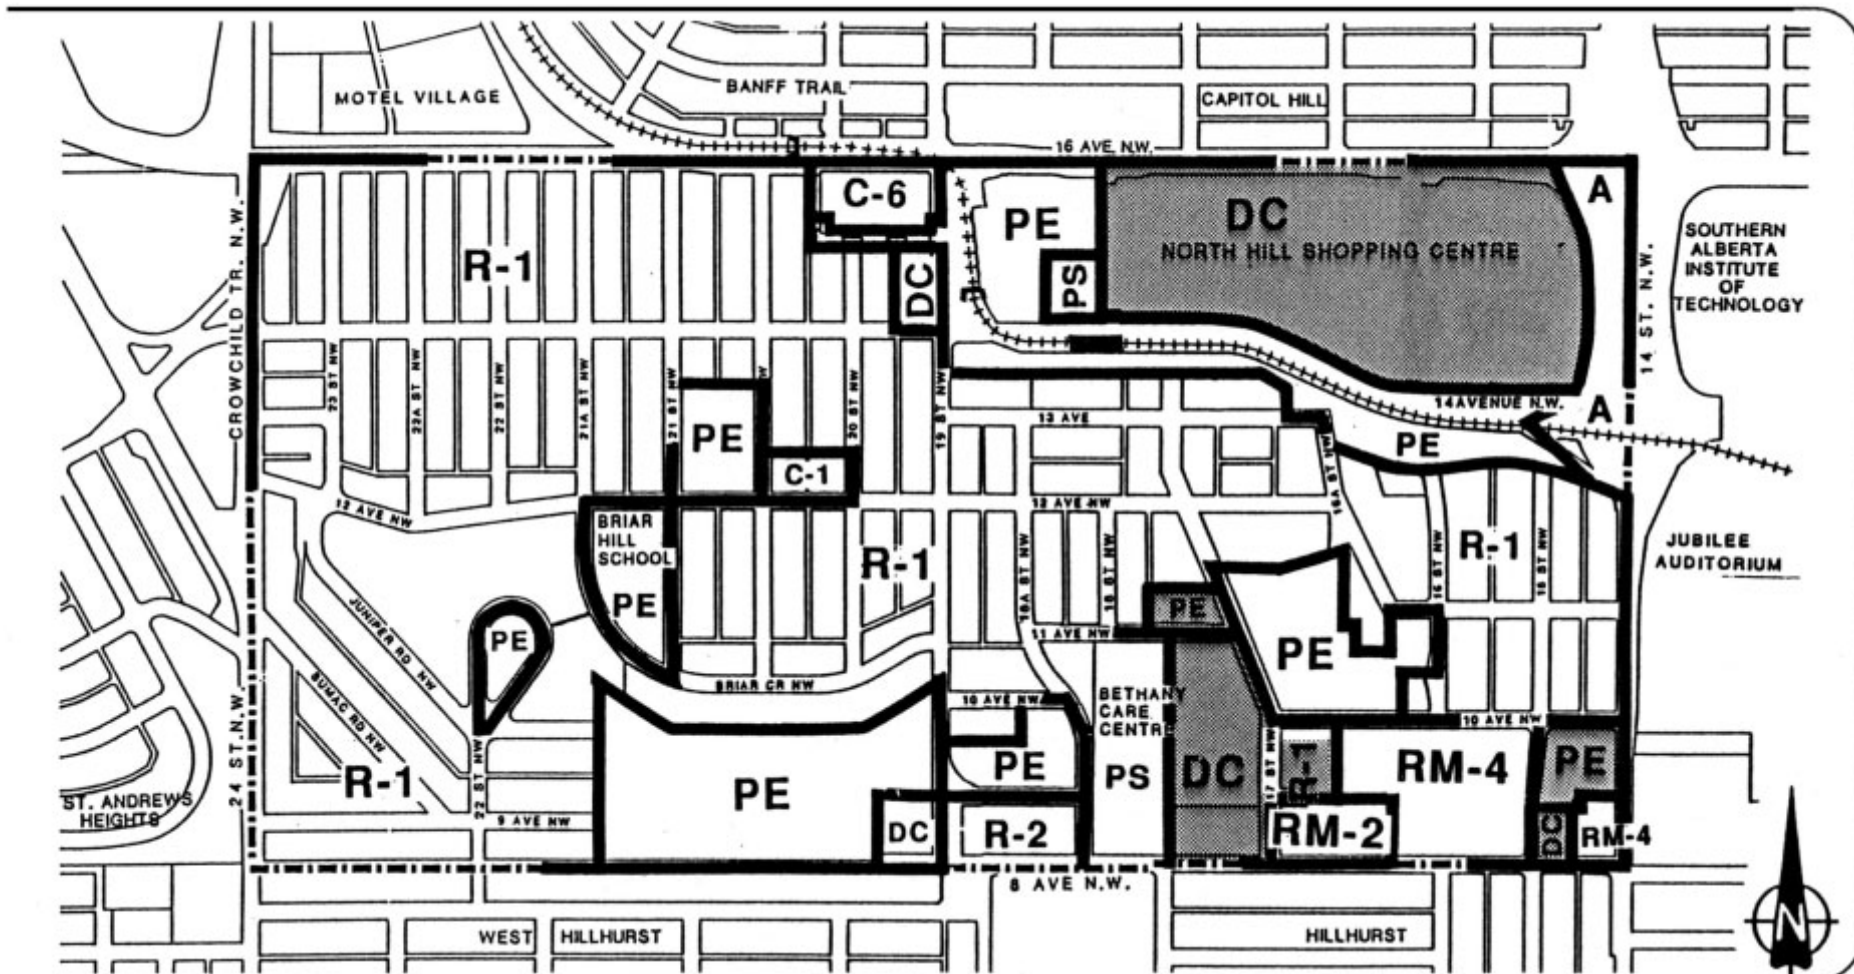 MOTEL VILLAGE
BANFF TRAIL
CAPITOL HILL
16 AVE N.W.
CROWCHILD TR. N.W.
R-1
C-6
DC
PE
PS
DC
NORTH HILL SHOPPING CENTRE
A
14 ST. N.W.
SOUTHERN
ALBERTA
INSTITUTE
OF
TECHNOLOGY
23 ST NW
22A ST NW
22 ST NW
21A ST NW
21 ST NW
PE
20 ST NW
19 ST NW
C-1
13 AVE
14 AVENUE N.W.
A
PE
12 AVE NW
12 AVE NW
BRIAR
HILL
SCHOOL
PE
R-1
18A ST NW
18 ST NW
16A ST NW
16 ST NW
R-1
15 ST NW
JUBILEE
AUDITORIUM
JUNIPER RD NW
PE
PE
11 AVE NW
PE
SUMAC RD NW
BRIAR CR NW
10 AVE NW
BETHANY
CARE
CENTRE
10 AVE NW
24 ST. N.W.
R-1
22 ST NW
PE
PE
PS
DC
17 ST NW
R-1
RM-4
PE
ST. ANDREWS
HEIGHTS
9 AVE NW
DC
R-2
RM-2
DC
RM-4
8 AVE N.W.
WEST HILLHURST
HILLHURST
N